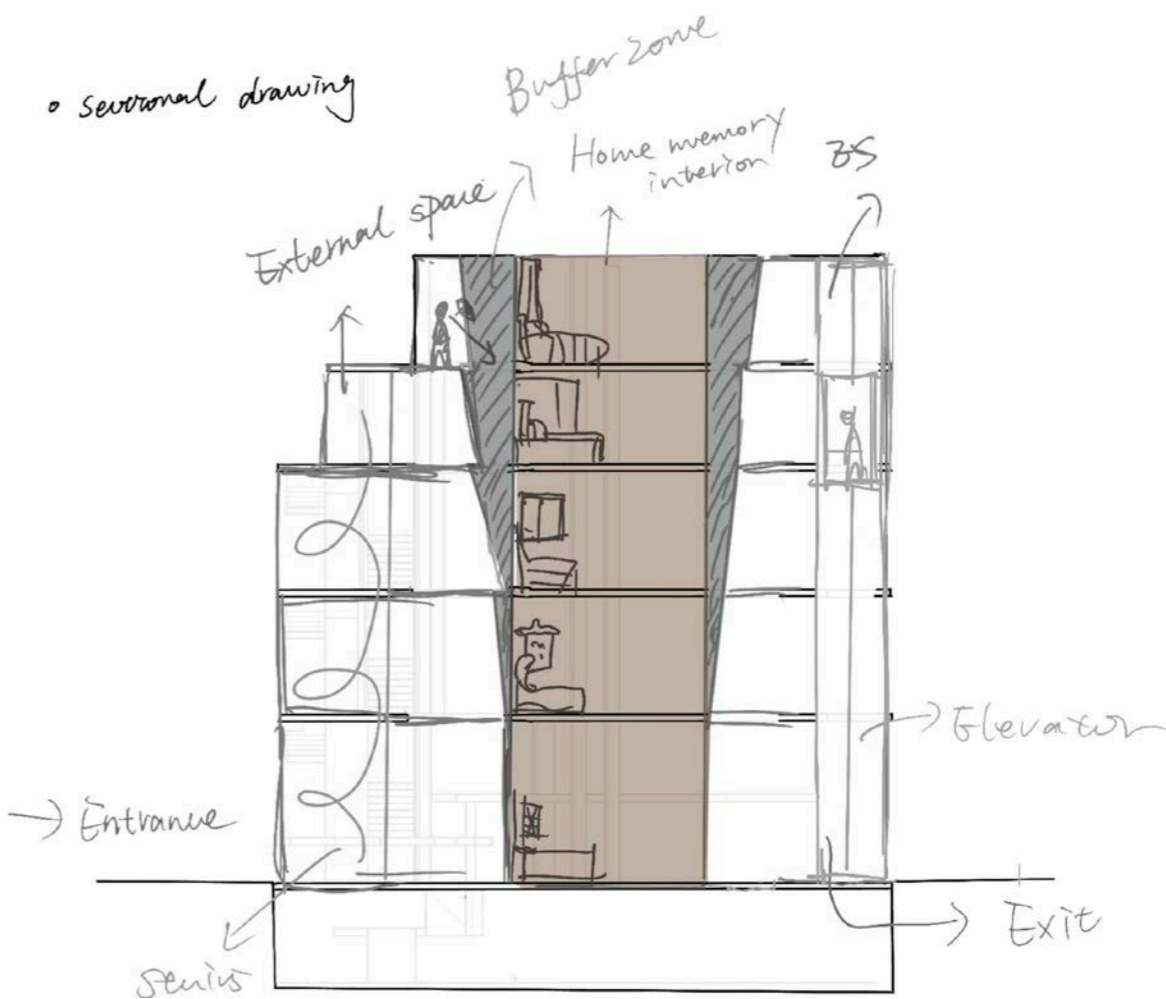 • sectional drawing
Buffer zone
Home memory
interior
External space
Elevator
→ Entrance
Exit